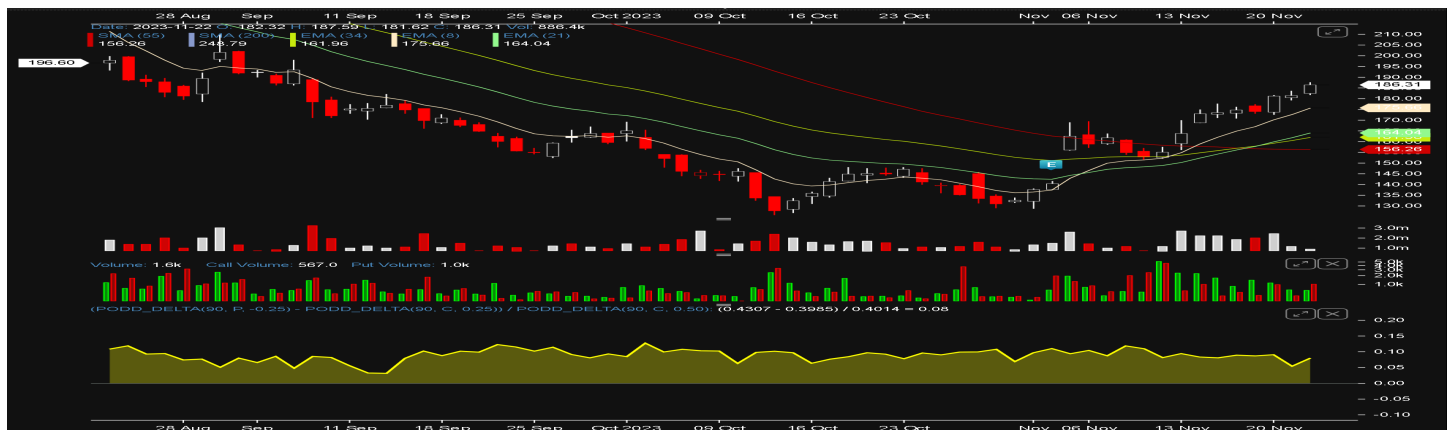 28 Aug Sep 11 Sep 18 Sep 25 Sep Oct 2023 09 Oct 16 Oct 23 Oct Nov 06 Nov 13 Nov 20 Nov
Date: 2023-11-22 O: 182.32 H: 187.59 L: 181.62 C: 186.31 Vol: 886.4k
SMA (55) SMA (200) EMA (34) EMA (8) EMA (21)
156.26 248.79 161.96 175.66 164.04
210.00
205.00
200.00
196.60
195.00
190.00
186.31
180.00
170.00
164.04
156.26
150.00
145.00
140.00
135.00
130.00
E
3.0m
2.0m
1.0m
Volume: 1.6k Call Volume: 567.0 Put Volume: 1.0k
5.0k
4.0k
3.0k
2.0k
1.0k
(PODD_DELTA(90, P, -0.25) - PODD_DELTA(90, C, 0.25)) / PODD_DELTA(90, C, 0.50): (0.4307 - 0.3985) / 0.4014 = 0.08
0.20
0.15
0.10
0.05
0.00
-0.05
-0.10
28 Aug Sep 11 Sep 18 Sep 25 Sep Oct 2023 09 Oct 16 Oct 23 Oct Nov 06 Nov 13 Nov 20 Nov